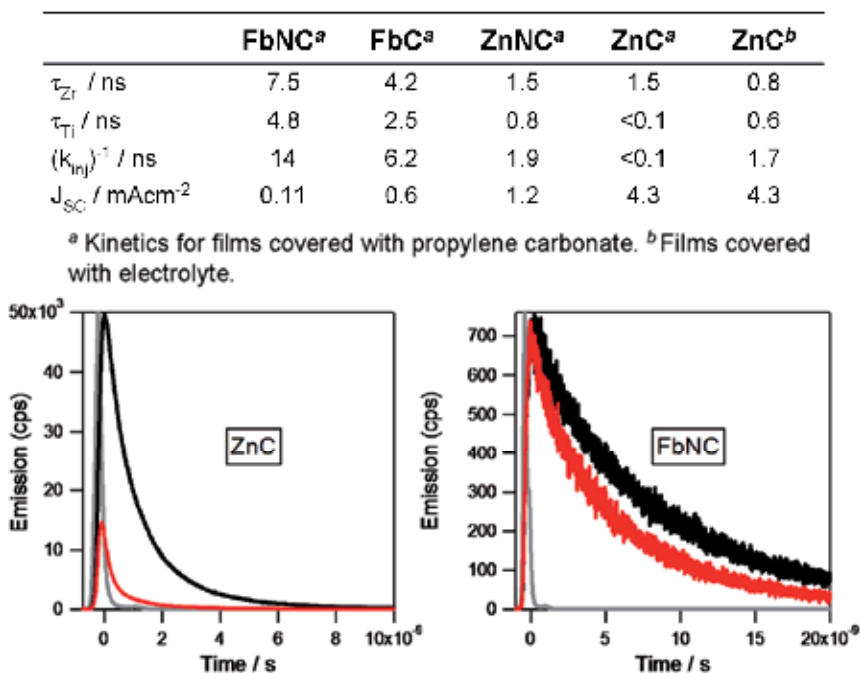 FbNCᵃ FbCᵃ ZnNCᵃ ZnCᵃ ZnCᵇ
τ_Zr / ns 7.5 4.2 1.5 1.5 0.8
τ_Ti / ns 4.8 2.5 0.8 <0.1 0.6
(k_inj)⁻¹ / ns 14 6.2 1.9 <0.1 1.7
J_SC / mAcm⁻² 0.11 0.6 1.2 4.3 4.3
ᵃ Kinetics for films covered with propylene carbonate. ᵇ Films covered
with electrolyte.
50x10³
40
30
20
10
0
Emission (cps)
ZnC
0 2 4 6 8 10x10⁻⁶
Time / s
700
600
500
400
300
200
100
0
Emission (cps)
FbNC
0 5 10 15 20x10⁻⁹
Time / s